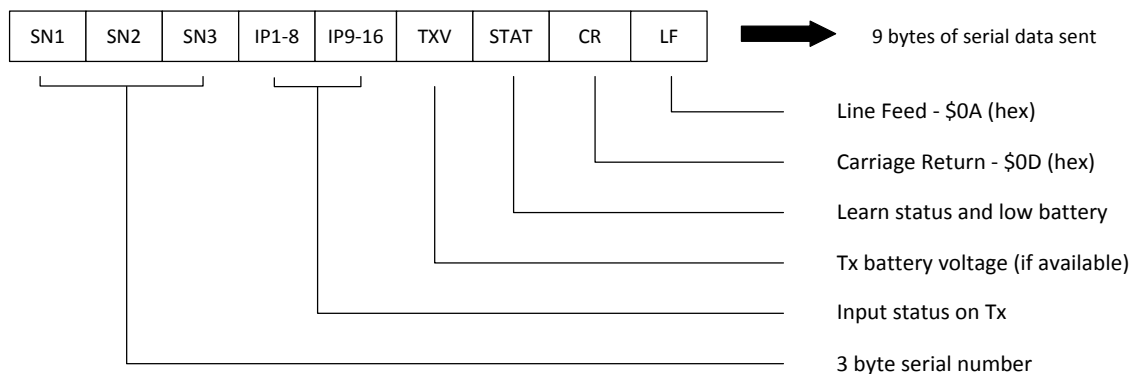 SN1 SN2 SN3 IP1-8 IP9-16 TXV STAT CR LF 9 bytes of serial data sent
Line Feed - $0A (hex)
Carriage Return - $0D (hex)
Learn status and low battery
Tx battery voltage (if available)
Input status on Tx
3 byte serial number